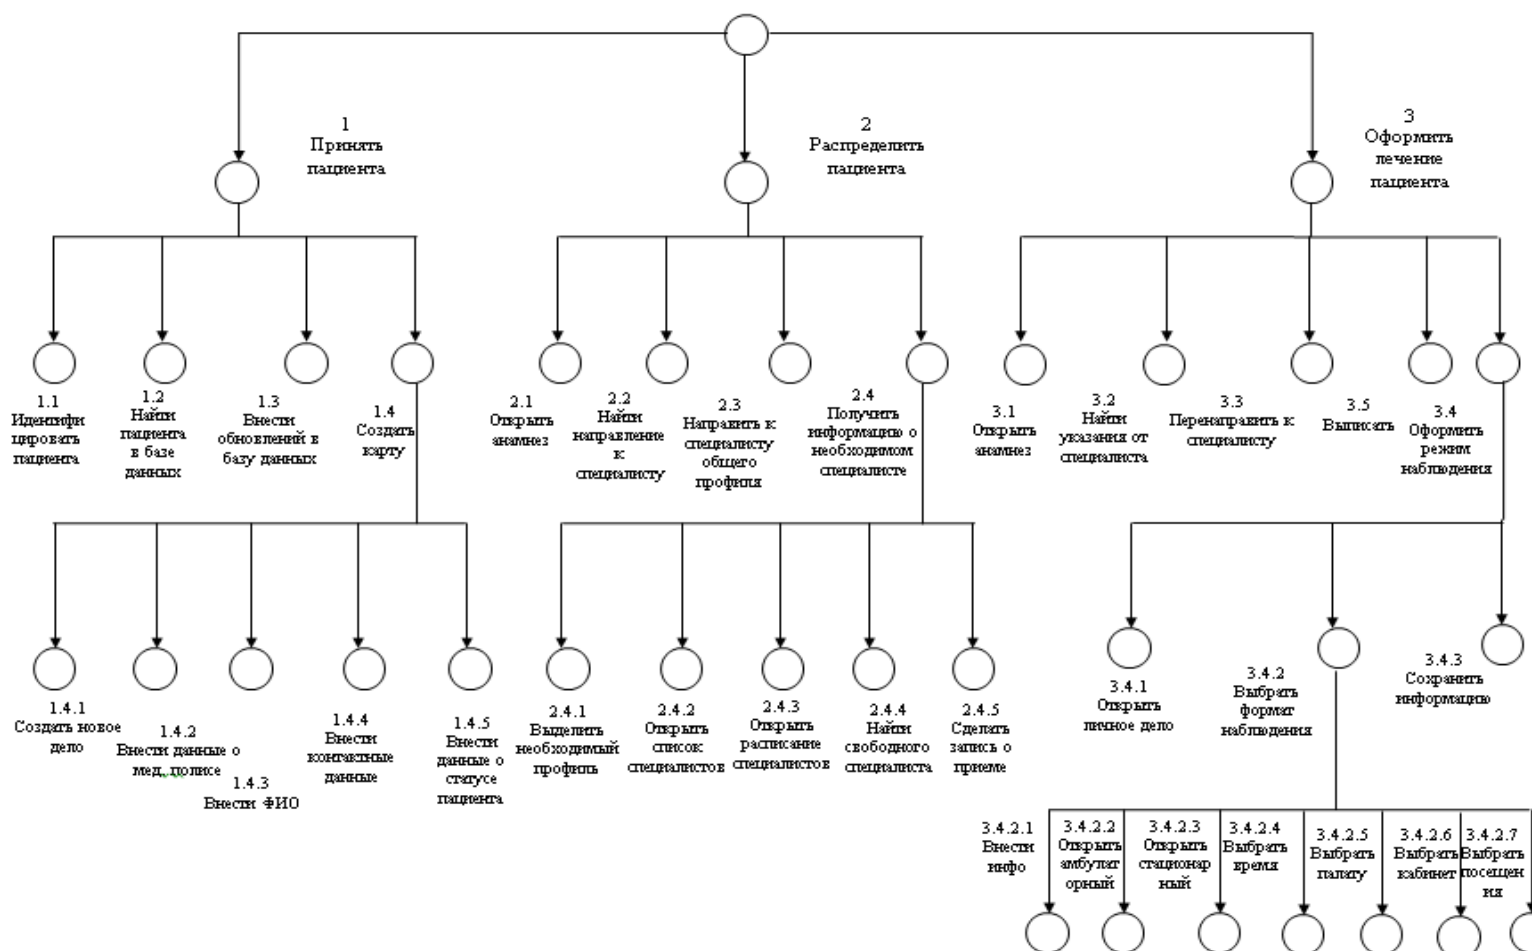 1
Принять
пациента
2
Распределить
пациента
3
Оформить
лечение
пациента
1.1
Идентифи
цировать
пациента
1.2
Найти
пациента
в базе
данных
1.3
Внести
обновлений в
базу данных
1.4
Создать
карту
2.1
Открыть
анамнез
2.2
Найти
направление
к
специалисту
2.3
Направить к
специалисту
общего
профиля
2.4
Получить
информацию о
необходимом
специалисте
3.1
Открыть
анамнез
3.2
Найти
указания от
специалиста
3.3
Перенаправить к
специалисту
3.5
Выписать
3.4
Оформить
режим
наблюдения
1.4.1
Создать новое
дело
1.4.2
Внести данные о
мед. полисе
1.4.3
Внести ФИО
1.4.4
Внести
контактные
данные
1.4.5
Внести
данные о
статусе
пациента
2.4.1
Выделить
необходимый
профиль
2.4.2
Открыть
список
специалистов
2.4.3
Открыть
расписание
специалистов
2.4.4
Найти
свободного
специалиста
2.4.5
Сделать
запись о
приеме
3.4.1
Открыть
личное дело
3.4.2
Выбрать
формат
наблюдения
3.4.3
Сохранить
информацию
3.4.2.1
Внести
инфо
3.4.2.2
Открыть
амбулат
орный
3.4.2.3
Открыть
стационар
ный
3.4.2.4
Выбрать
время
3.4.2.5
Выбрать
палату
3.4.2.6
Выбрать
кабинет
3.4.2.7
Выбрать
посещен
ия